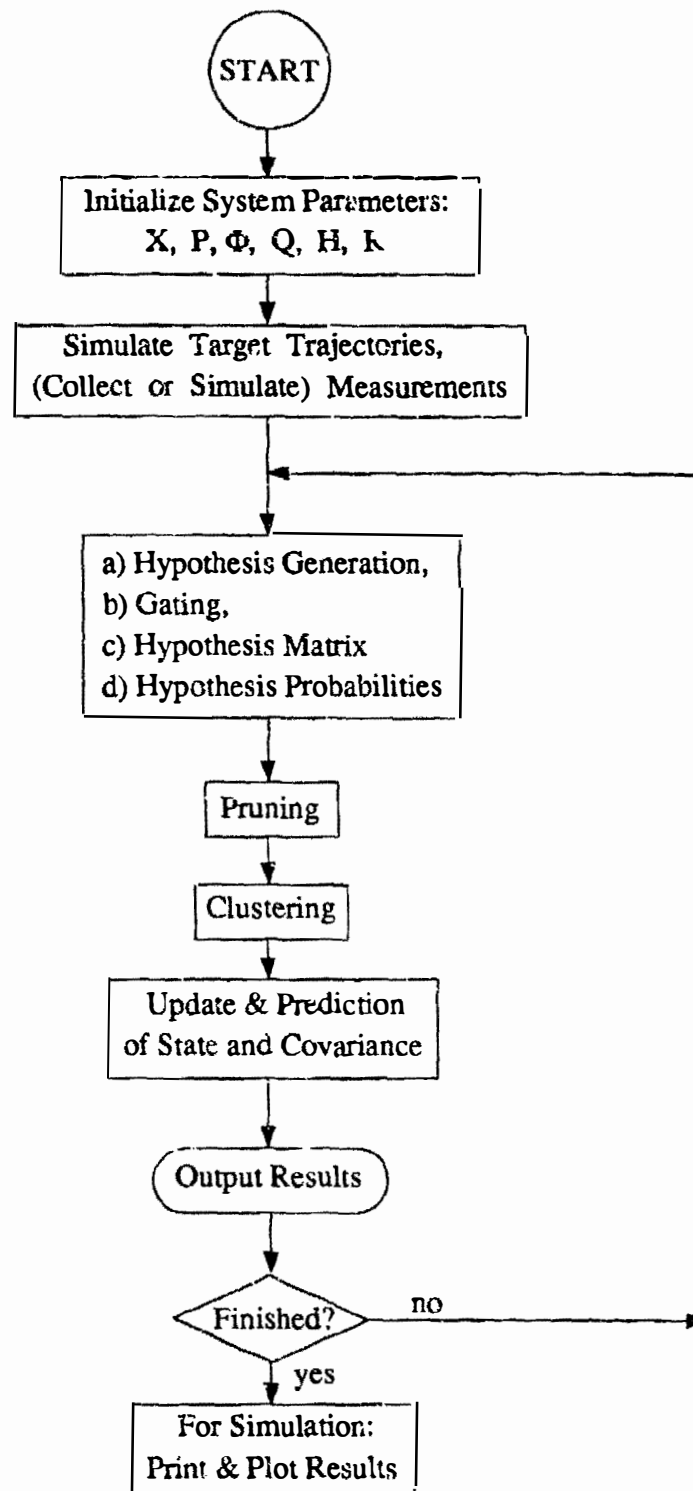 START
Initialize System Parameters:
X, P, Φ, Q, H, R
Simulate Target Trajectories,
(Collect or Simulate) Measurements
a) Hypothesis Generation,
b) Gating,
c) Hypothesis Matrix
d) Hypothesis Probabilities
Pruning
Clustering
Update & Prediction
of State and Covariance
Output Results
Finished?
no
yes
For Simulation:
Print & Plot Results